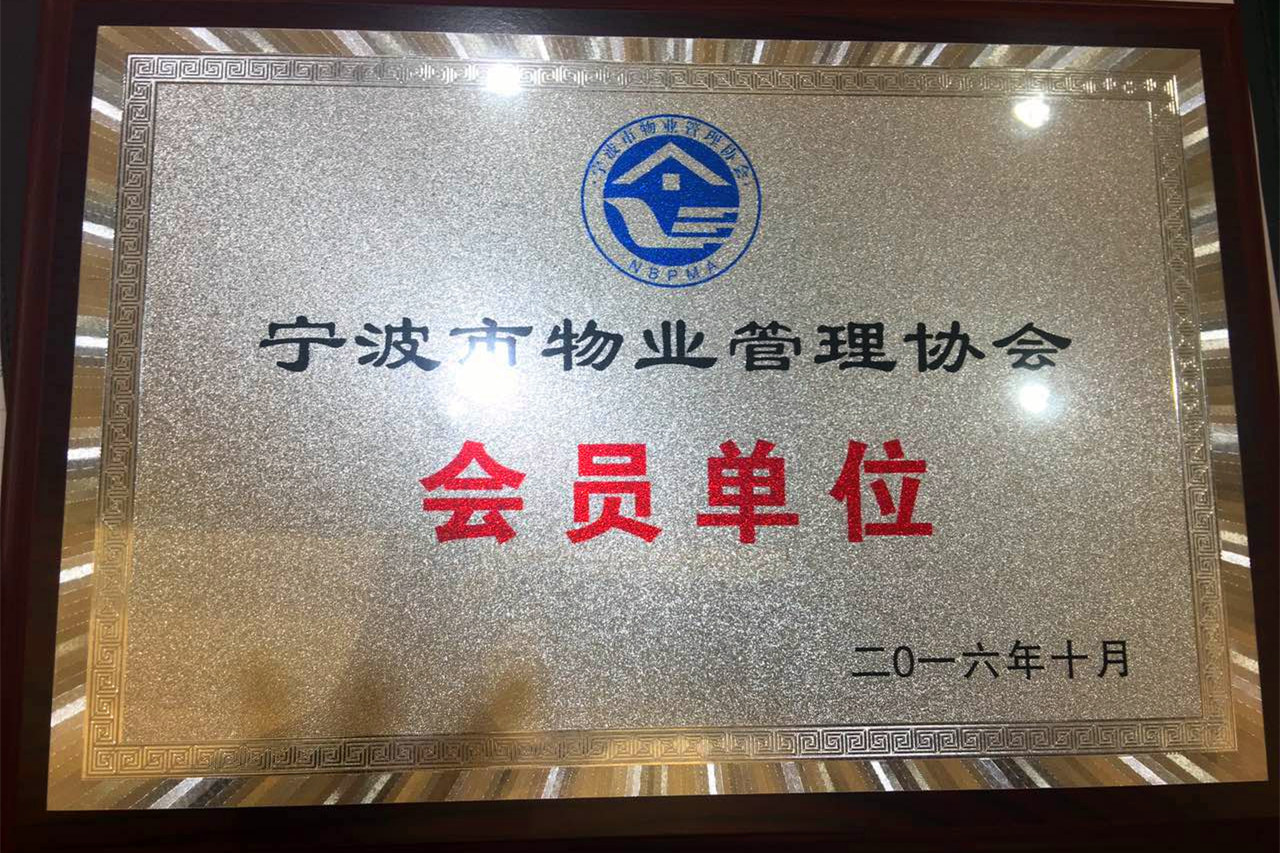 宁波市物业管理协会
NBPMA
宁波市物业管理协会
会员单位
二0一六年十月